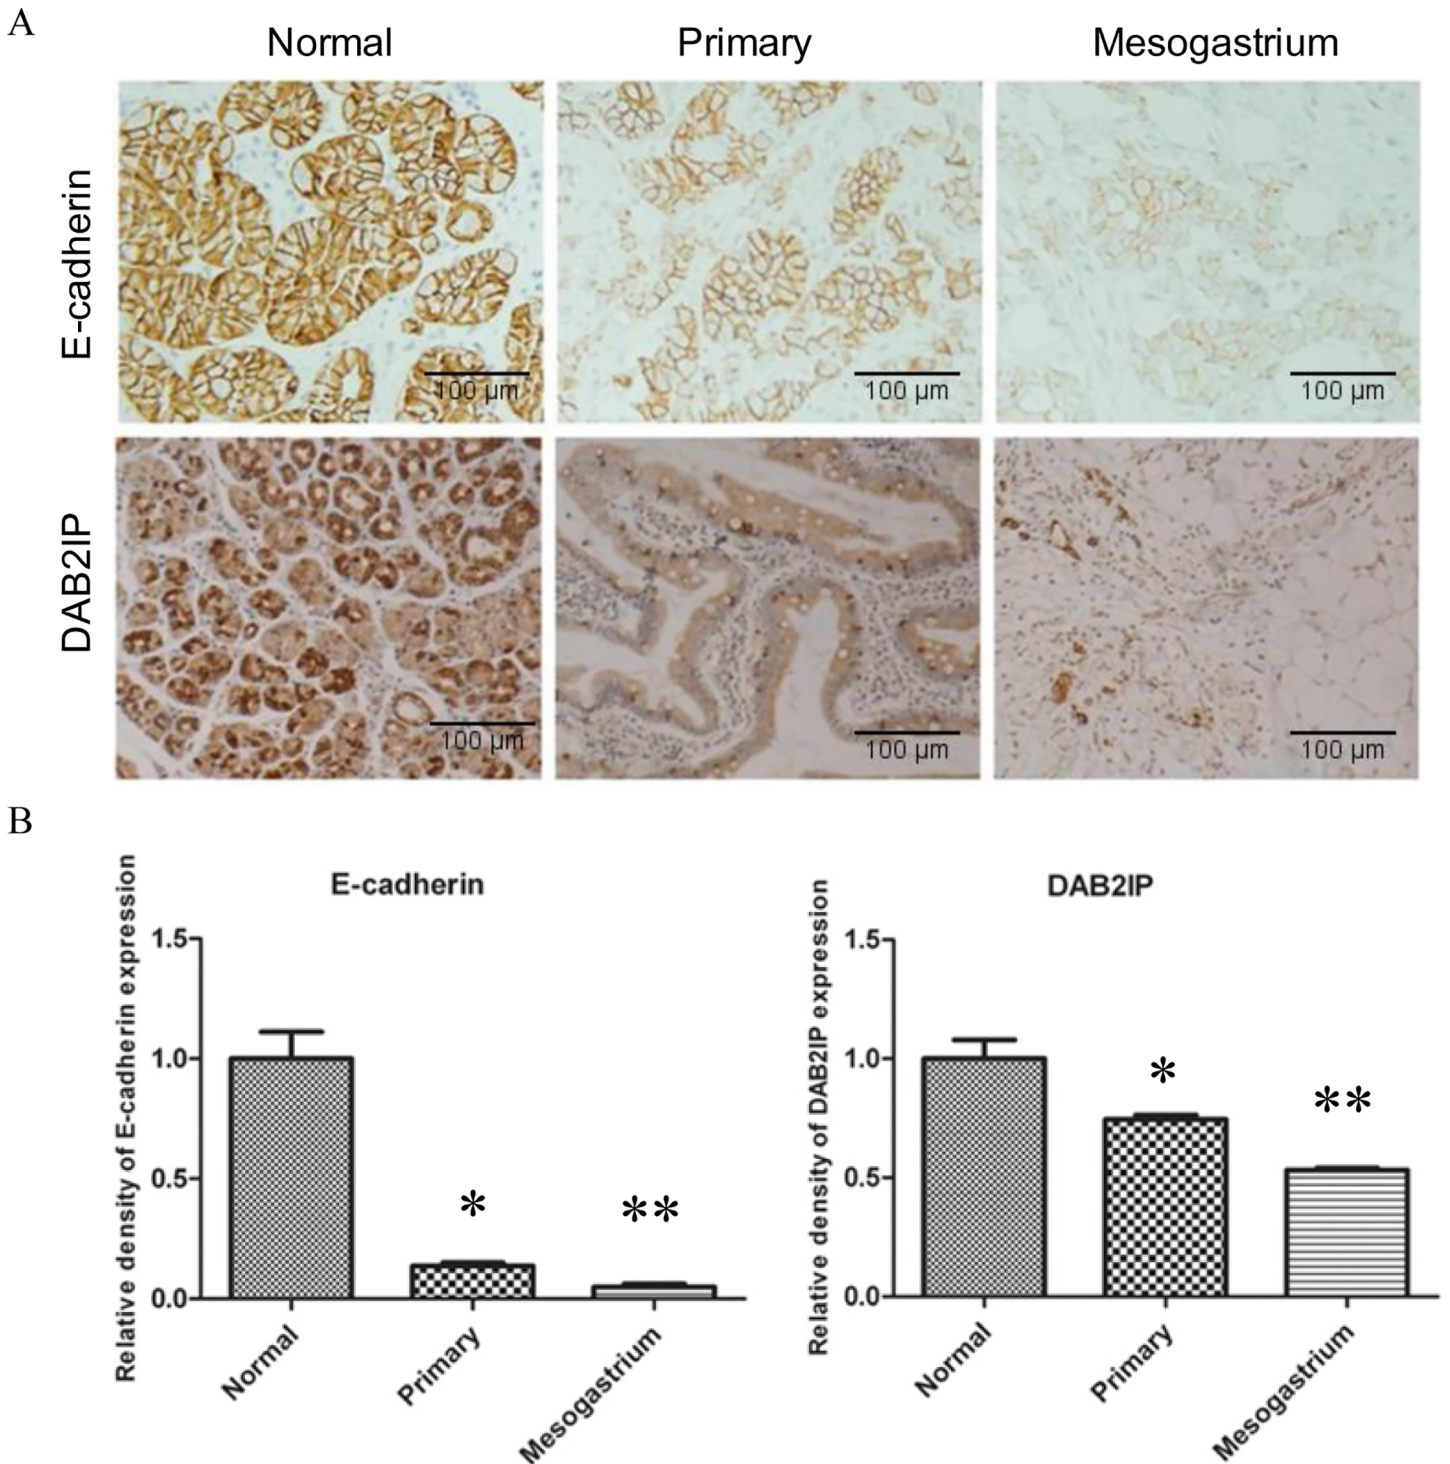 A
Normal Primary Mesogastrium
E-cadherin
100 µm 100 µm 100 µm
DAB2IP
100 µm 100 µm 100 µm
B
E-cadherin
Relative density of E-cadherin expression
1.5
1.0
0.5
0.0
*
**
Normal Primary Mesogastrium
DAB2IP
Relative density of DAB2IP expression
1.5
1.0
0.5
0.0
*
**
Normal Primary Mesogastrium